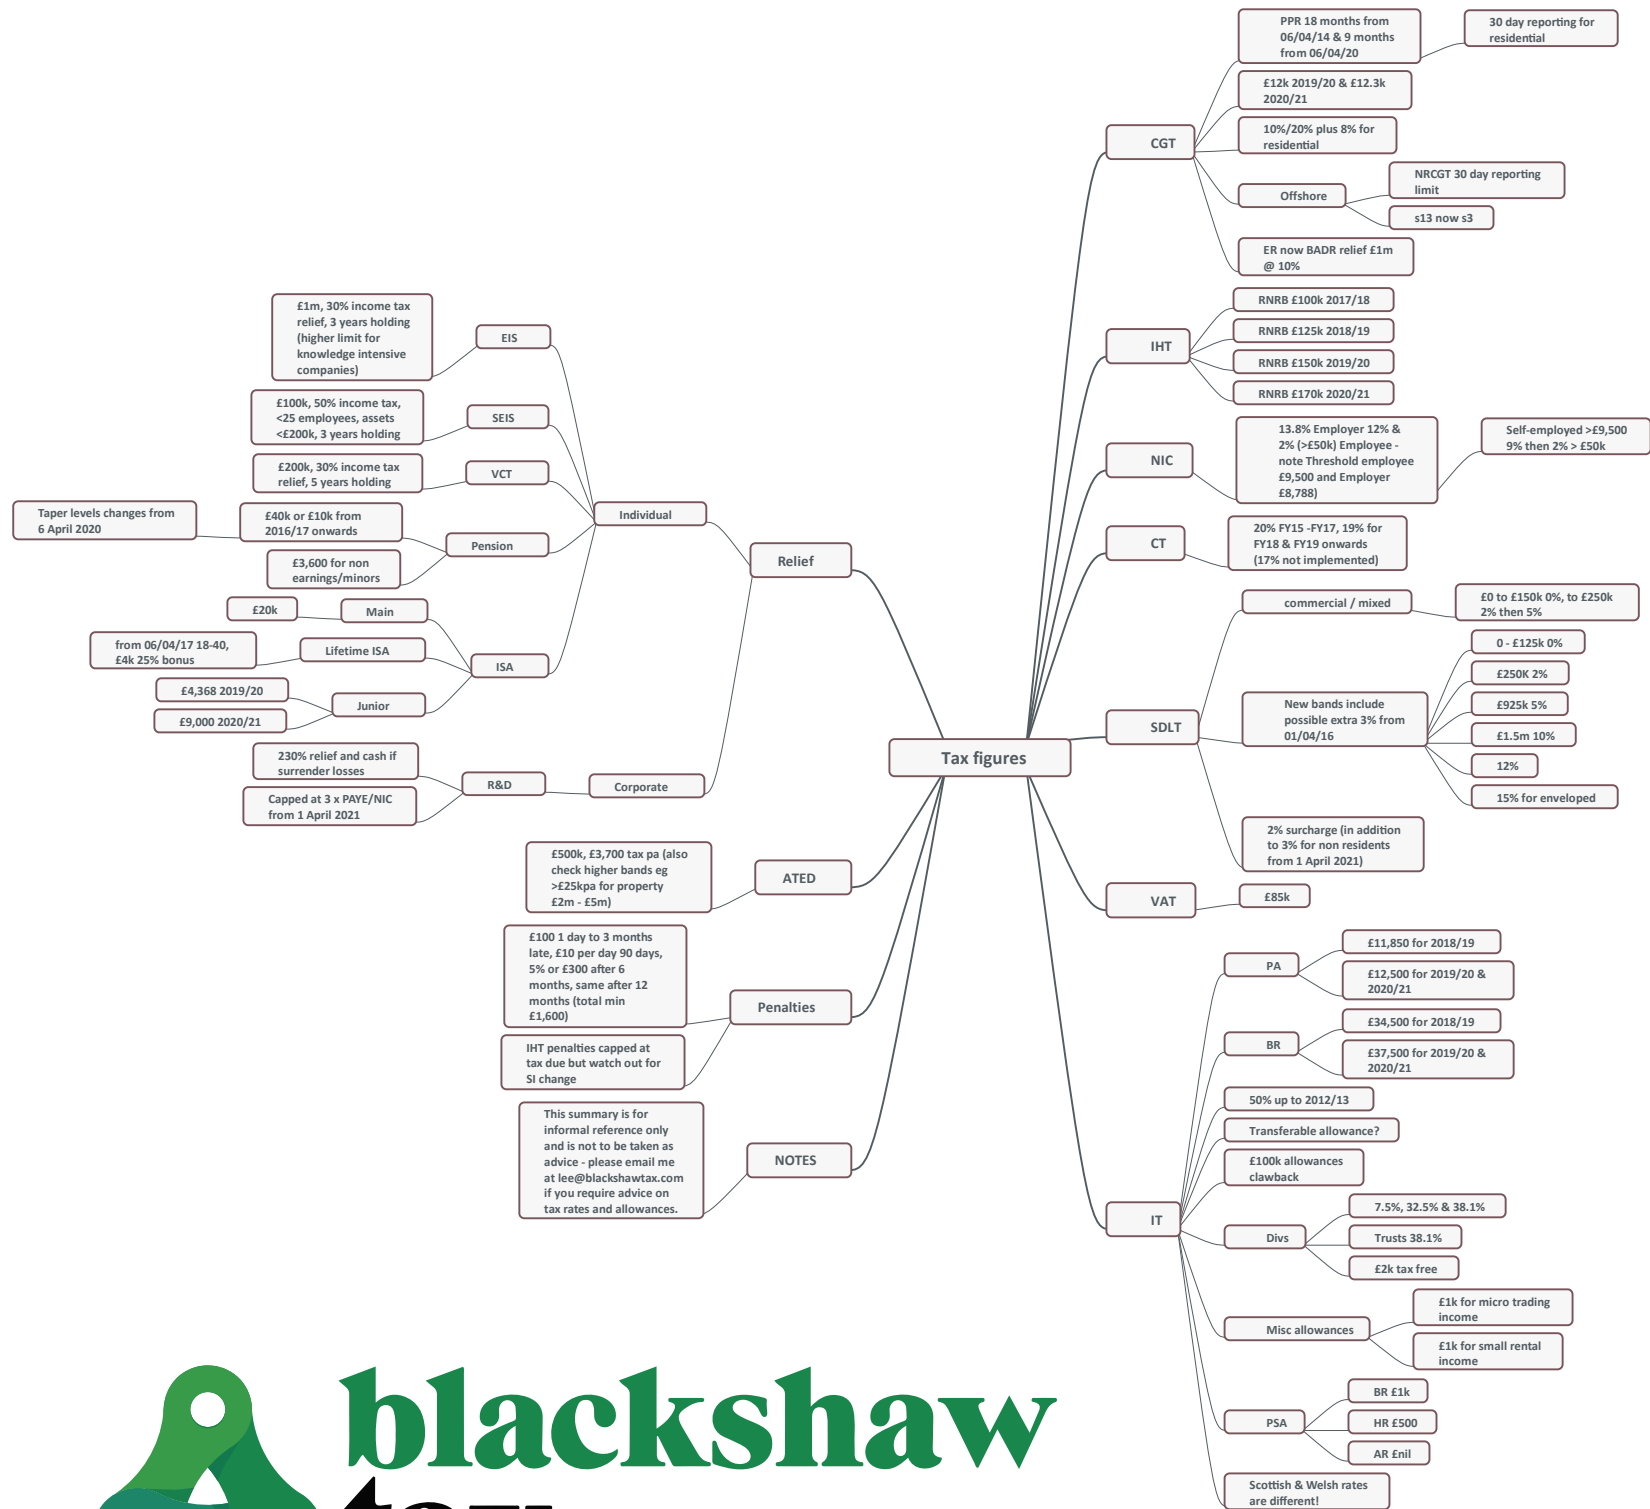 Tax figures
CGT
PPR 18 months from
06/04/14 & 9 months
from 06/04/20
30 day reporting for
residential
£12k 2019/20 & £12.3k
2020/21
10%/20% plus 8% for
residential
Offshore
NRCGT 30 day reporting
limit
s13 now s3
ER now BADR relief £1m
@ 10%
IHT
RNRB £100k 2017/18
RNRB £125k 2018/19
RNRB £150k 2019/20
RNRB £170k 2020/21
NIC
13.8% Employer 12% &
2% (>£50k) Employee -
note Threshold employee
£9,500 and Employer
£8,788)
Self-employed >£9,500
9% then 2% > £50k
CT
20% FY15 -FY17, 19% for
FY18 & FY19 onwards
(17% not implemented)
SDLT
commercial / mixed
£0 to £150k 0%, to £250k
2% then 5%
New bands include
possible extra 3% from
01/04/16
0 - £125k 0%
£250K 2%
£925k 5%
£1.5m 10%
12%
15% for enveloped
2% surcharge (in addition
to 3% for non residents
from 1 April 2021)
VAT
£85k
IT
PA
£11,850 for 2018/19
£12,500 for 2019/20 &
2020/21
BR
£34,500 for 2018/19
£37,500 for 2019/20 &
2020/21
50% up to 2012/13
Transferable allowance?
£100k allowances
clawback
Divs
7.5%, 32.5% & 38.1%
Trusts 38.1%
£2k tax free
Misc allowances
£1k for micro trading
income
£1k for small rental
income
PSA
BR £1k
HR £500
AR £nil
Scottish & Welsh rates
are different!
Relief
Individual
EIS
£1m, 30% income tax
relief, 3 years holding
(higher limit for
knowledge intensive
companies)
SEIS
£100k, 50% income tax,
<25 employees, assets
<£200k, 3 years holding
VCT
£200k, 30% income tax
relief, 5 years holding
Pension
£40k or £10k from
2016/17 onwards
Taper levels changes from
6 April 2020
£3,600 for non
earnings/minors
ISA
Main
£20k
Lifetime ISA
from 06/04/17 18-40,
£4k 25% bonus
Junior
£4,368 2019/20
£9,000 2020/21
Corporate
R&D
230% relief and cash if
surrender losses
Capped at 3 x PAYE/NIC
from 1 April 2021
ATED
£500k, £3,700 tax pa (also
check higher bands eg
>£25kpa for property
£2m - £5m)
Penalties
£100 1 day to 3 months
late, £10 per day 90 days,
5% or £300 after 6
months, same after 12
months (total min
£1,600)
IHT penalties capped at
tax due but watch out for
SI change
NOTES
This summary is for
informal reference only
and is not to be taken as
advice - please email me
at lee@blackshawtax.com
if you require advice on
tax rates and allowances.
blackshaw